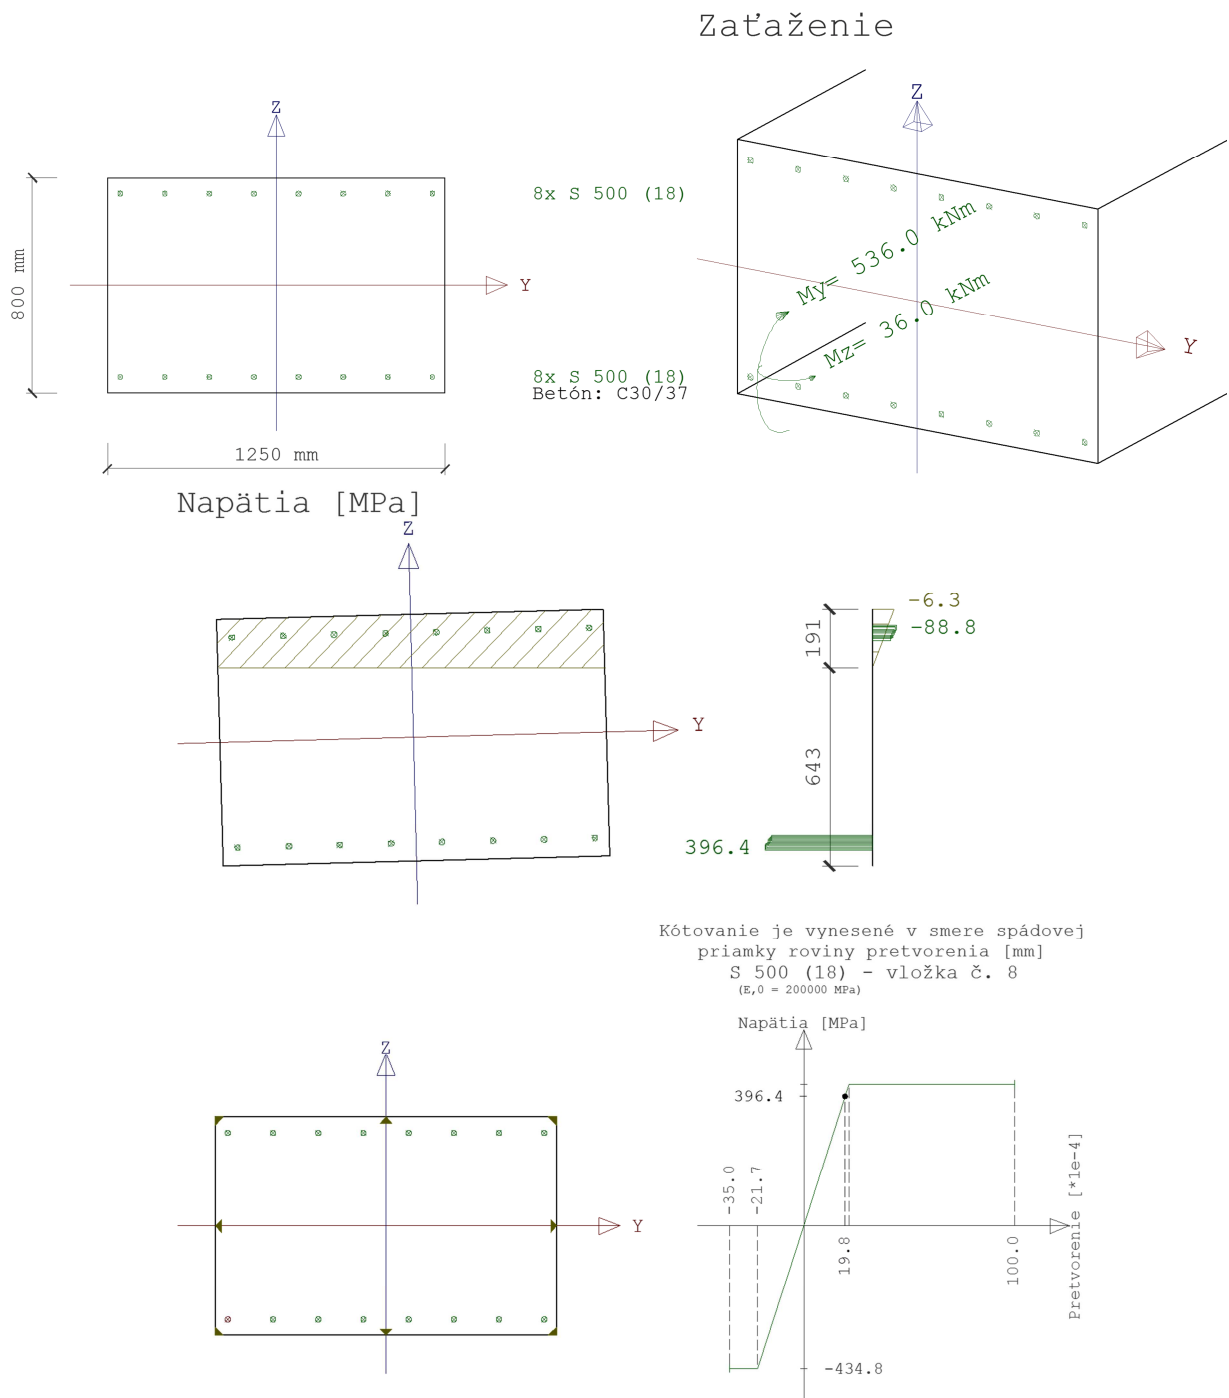 Zaťaženie
Z
Y
8x S 500 (18)
8x S 500 (18)
Betón: C30/37
800 mm
1250 mm
Z
My= 536.0 kNm
Mz= 36.0 kNm
Y
Napätia [MPa]
Z
Y
-6.3
-88.8
191
643
396.4
Kótovanie je vynesené v smere spádovej
priamky roviny pretvorenia [mm]
S 500 (18) - vložka č. 8
(E,0 = 200000 MPa)
Z
Y
Napätia [MPa]
396.4
-35.0
-21.7
19.8
100.0
Pretvorenie [*1e-4]
-434.8